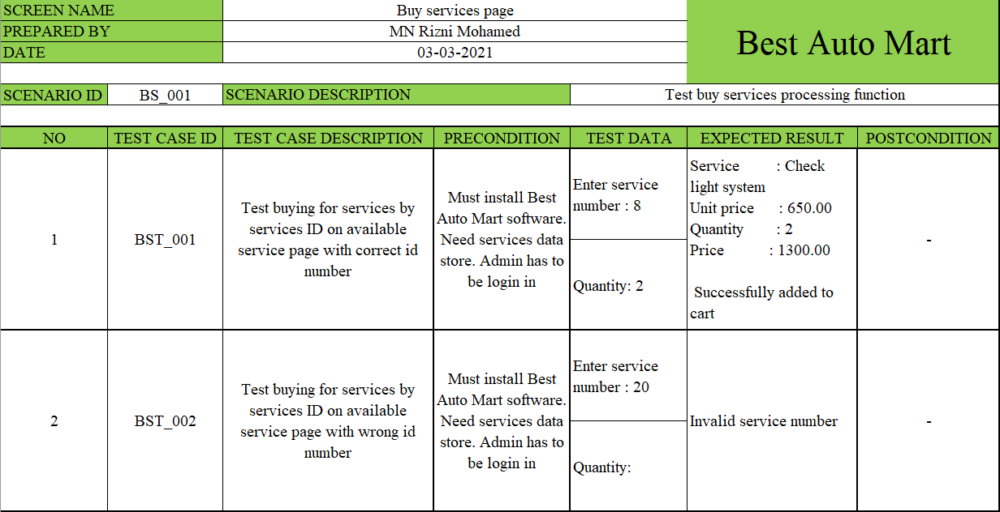 SCREEN NAME
Buy services page
PREPARED BY
MN Rizni Mohamed
DATE
03-03-2021
Best Auto Mart
SCENARIO ID
BS_001
SCENARIO DESCRIPTION
Test buy services processing function
NO
TEST CASE ID
TEST CASE DESCRIPTION
PRECONDITION
TEST DATA
EXPECTED RESULT
POSTCONDITION
1
BST_001
Test buying for services by
services ID on available
service page with correct id
number
Must install Best
Auto Mart software.
Need services data
store. Admin has to
be login in
Enter service
number : 8
Quantity: 2
Service : Check
light system
Unit price : 650.00
Quantity : 2
Price : 1300.00
Successfully added to
cart
-
2
BST_002
Test buying for services by
services ID on available
service page with wrong id
number
Must install Best
Auto Mart software.
Need services data
store. Admin has to
be login in
Enter service
number : 20
Quantity:
Invalid service number
-